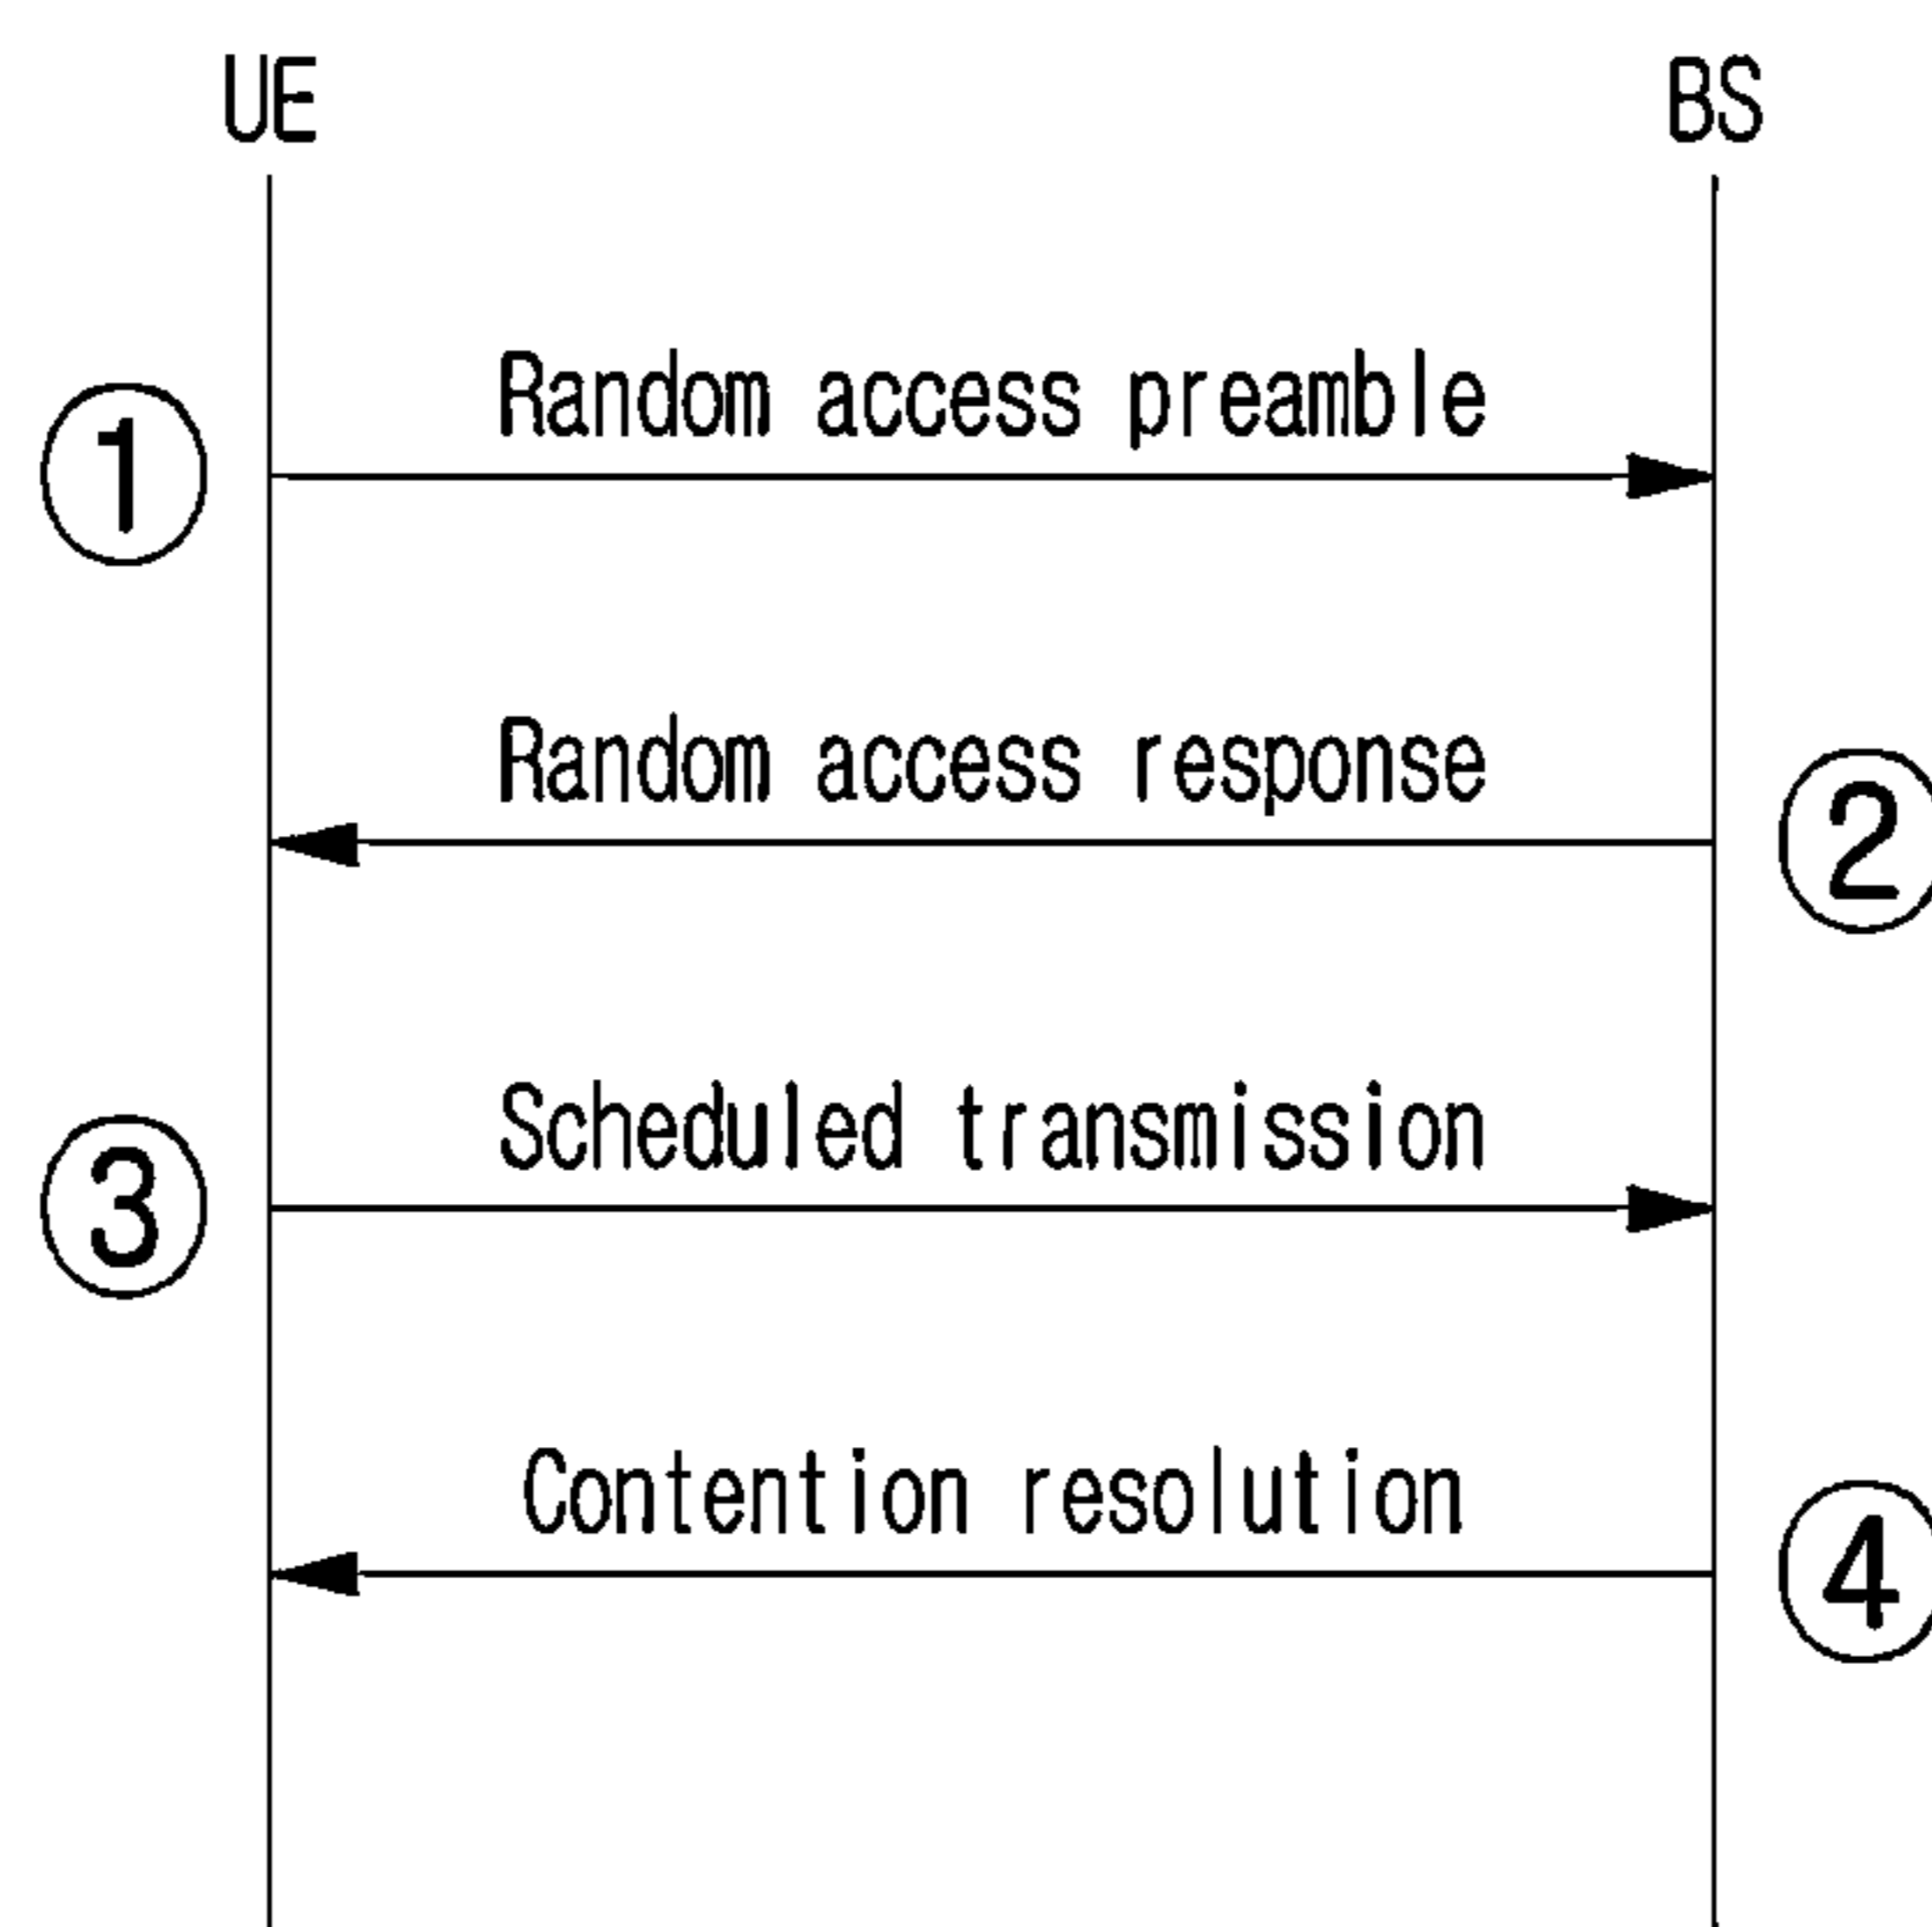 UE BS
Random access preamble
1
Random access response
2
Scheduled transmission
3
Contention resolution
4